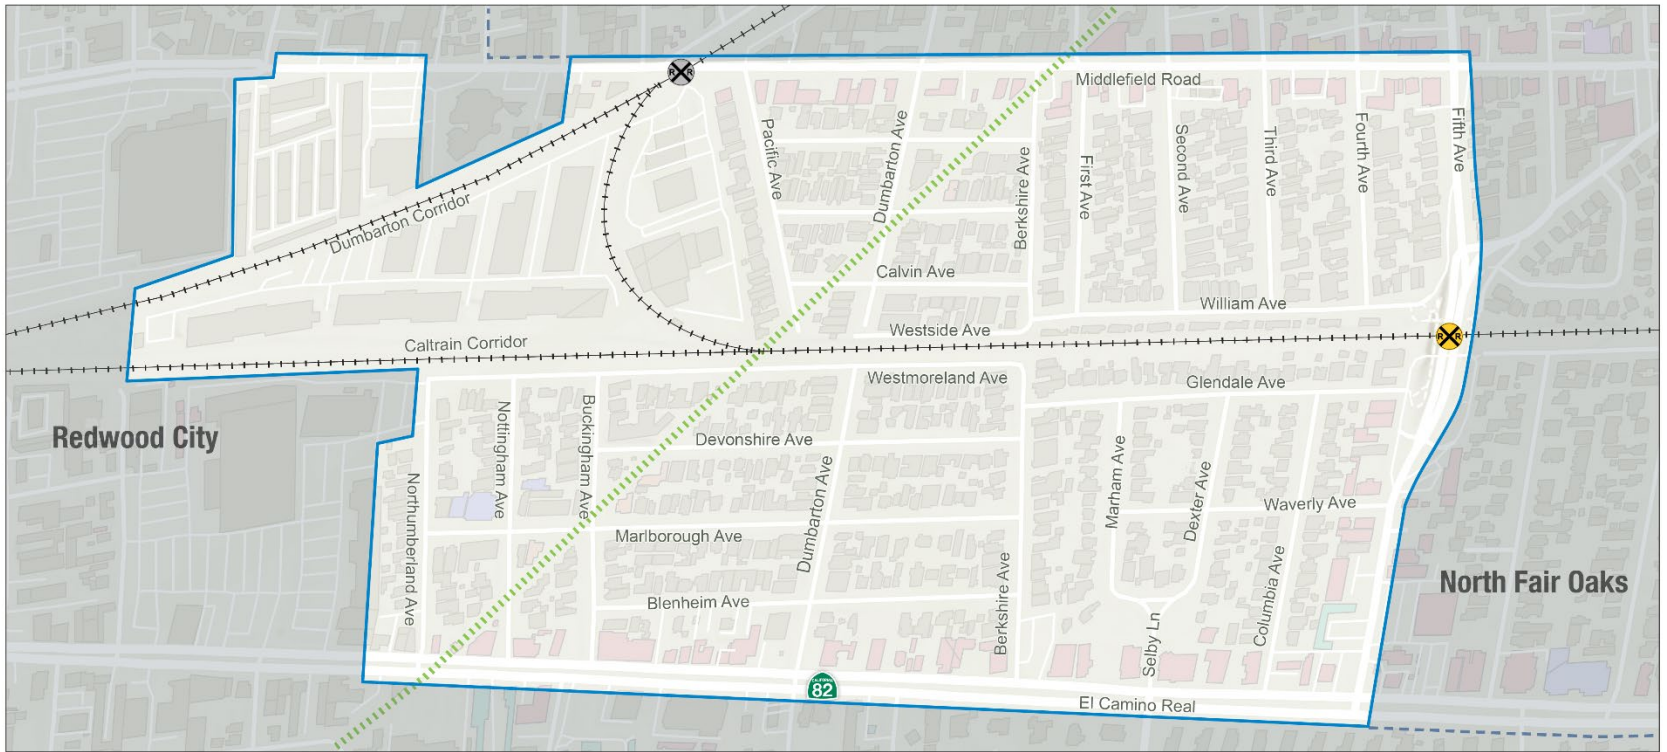 R R
Middlefield Road
Pacific Ave
Dumbarton Ave
Berkshire Ave
First Ave
Second Ave
Third Ave
Fourth Ave
Fifth Ave
Dumbarton Corridor
Calvin Ave
William Ave
Westside Ave
R R
Caltrain Corridor
Westmoreland Ave
Glendale Ave
Redwood City
Nottingham Ave
Buckingham Ave
Devonshire Ave
Northumberland Ave
Dumbarton Ave
Marham Ave
Dexter Ave
Waverly Ave
Marlborough Ave
North Fair Oaks
Blenheim Ave
Berkshire Ave
Columbia Ave
Selby Ln
CALIFORNIA
82
El Camino Real